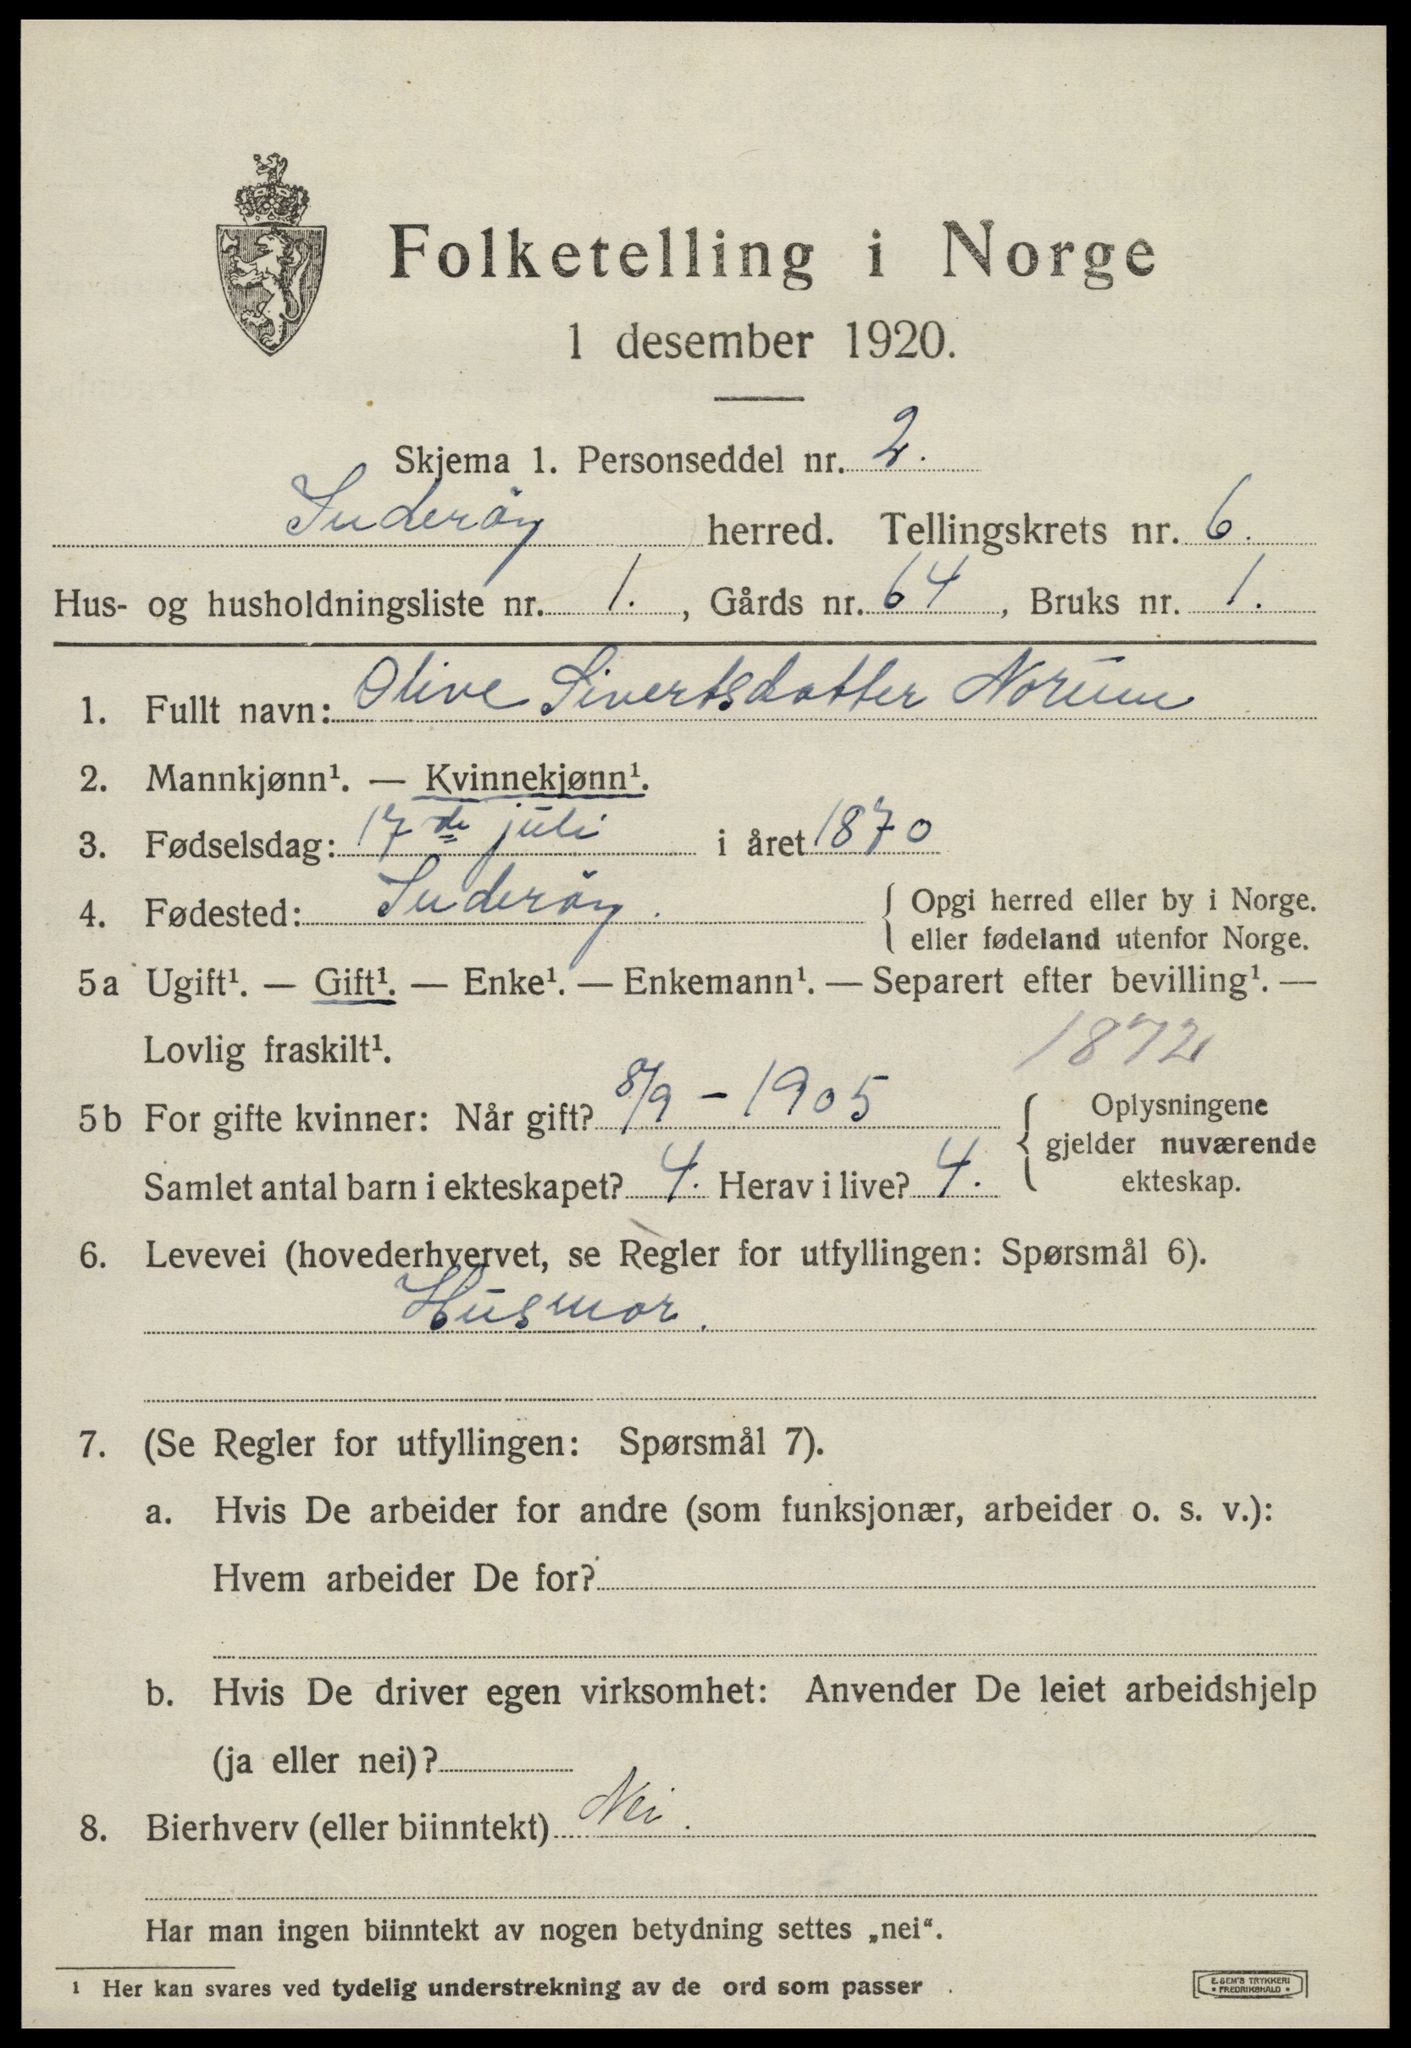 Folketelling i Norge
1 desember 1920.
Skjema 1. Personseddel nr. 2.
Inderöy herred. Tellingskrets nr. 6.
Hus- og husholdningsliste nr. 1., Gårds nr. 64, Bruks nr. 1.
1. Fullt navn: Olive Sivertsdatter Norum
2. Mannkjønn¹. — Kvinnekjønn¹.
3. Fødselsdag: 17de juli i året 1870
4. Fødested: Inderöy. { Opgi herred eller by i Norge.
eller fødeland utenfor Norge.
5a Ugift¹. — Gift¹. — Enke¹. — Enkemann¹. — Separert efter bevilling¹. —
Lovlig fraskilt¹.
1872
5b For gifte kvinner: Når gift? 8/9 - 1905
Samlet antal barn i ekteskapet? 4. Herav i live? 4.
{ Oplysningene
gjelder nuværende
ekteskap.
6. Levevei (hovederhvervet, se Regler for utfyllingen: Spørsmål 6).
Husmor.
7. (Se Regler for utfyllingen: Spørsmål 7).
a. Hvis De arbeider for andre (som funksjonær, arbeider o. s. v.):
Hvem arbeider De for?
b. Hvis De driver egen virksomhet: Anvender De leiet arbeidshjelp
(ja eller nei)?
8. Bierhverv (eller biinntekt) Nei.
Har man ingen biinntekt av nogen betydning settes „nei“.
¹ Her kan svares ved tydelig understrekning av de ord som passer.
E. SEM'S TRYKKERI
• FREDRIKSHALD •